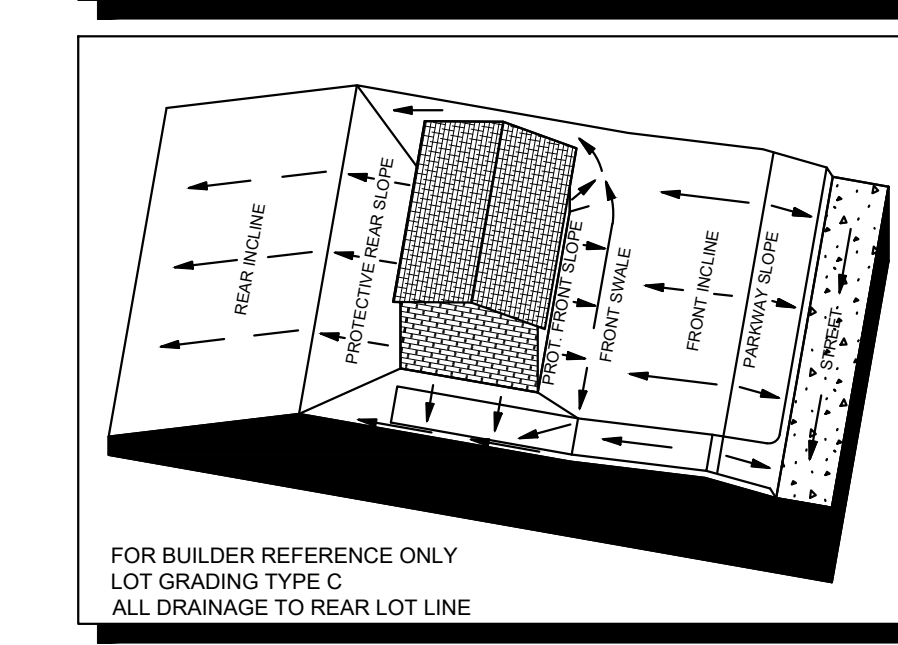 REAR INCLINE
PROTECTIVE REAR SLOPE
PROT. FRONT SLOPE
FRONT SWALE
FRONT INCLINE
PARKWAY SLOPE
STREET
FOR BUILDER REFERENCE ONLY
LOT GRADING TYPE C
ALL DRAINAGE TO REAR LOT LINE